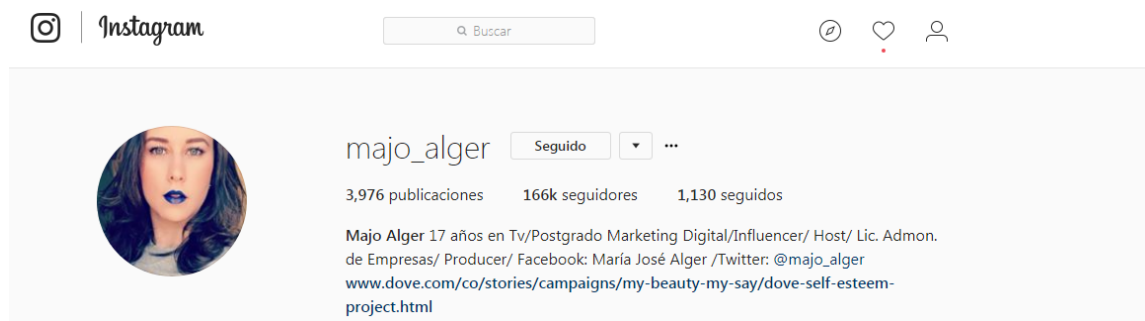 Instagram
Buscar
majo_alger Seguido
3,976 publicaciones 166k seguidores 1,130 seguidos
Majo Alger 17 años en Tv/Postgrado Marketing Digital/Influencer/ Host/ Lic. Admon.
de Empresas/ Producer/ Facebook: María José Alger /Twitter: @majo_alger
www.dove.com/co/stories/campaigns/my-beauty-my-say/dove-self-esteem-
project.html